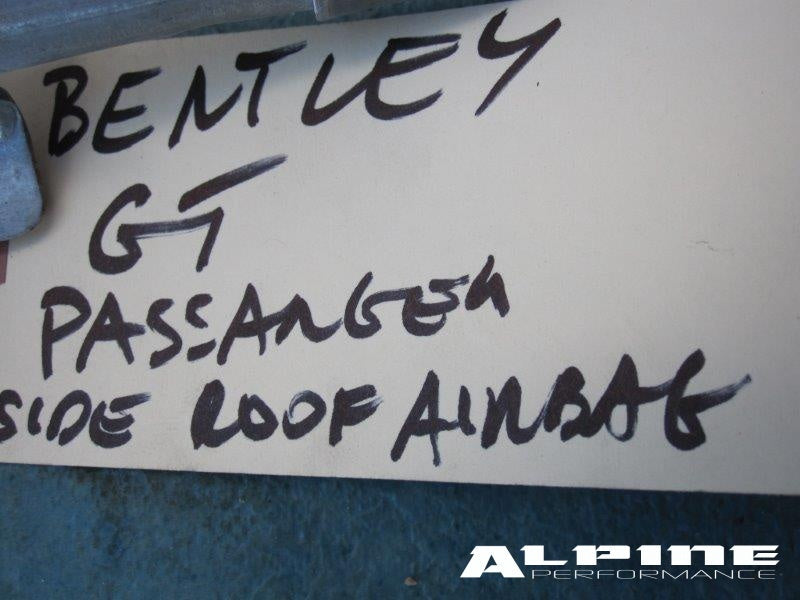 BENTLEY
GT
PASSANGER
SIDE ROOF AIRBAG
ALPINE
PERFORMANCE